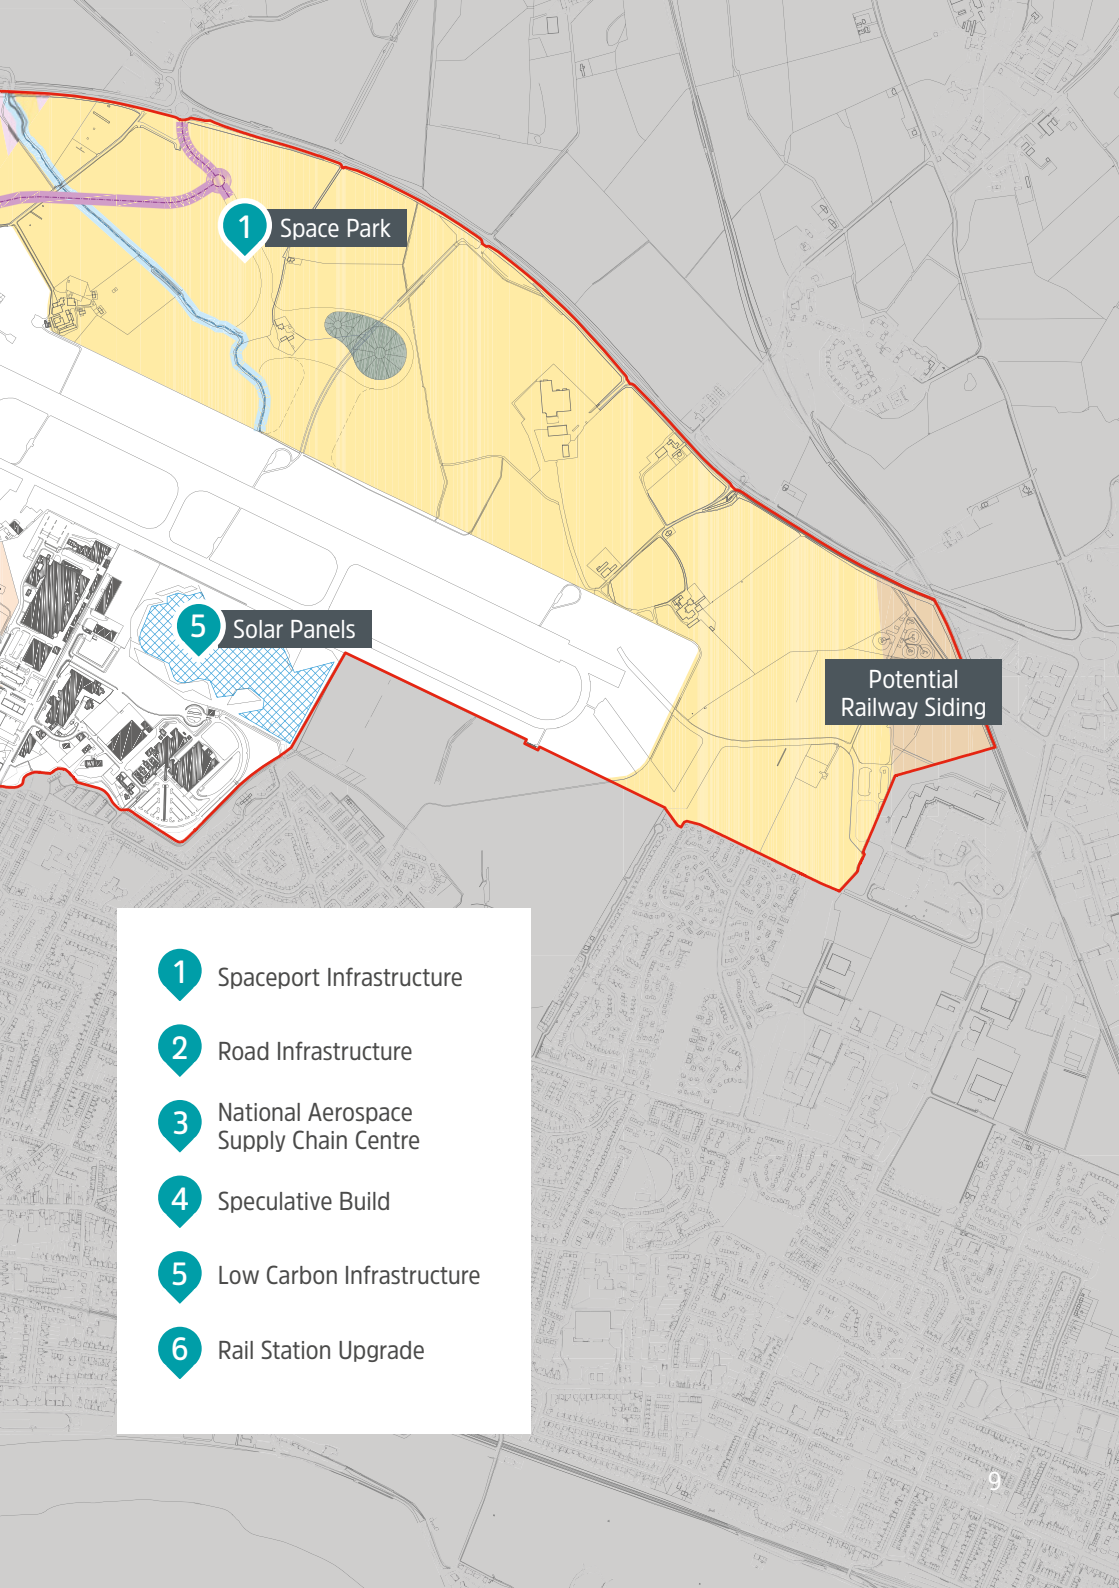 1
Space Park
5
Solar Panels
Potential
Railway Siding
1
Spaceport Infrastructure
2
Road Infrastructure
3
National Aerospace
Supply Chain Centre
4
Speculative Build
5
Low Carbon Infrastructure
6
Rail Station Upgrade
9